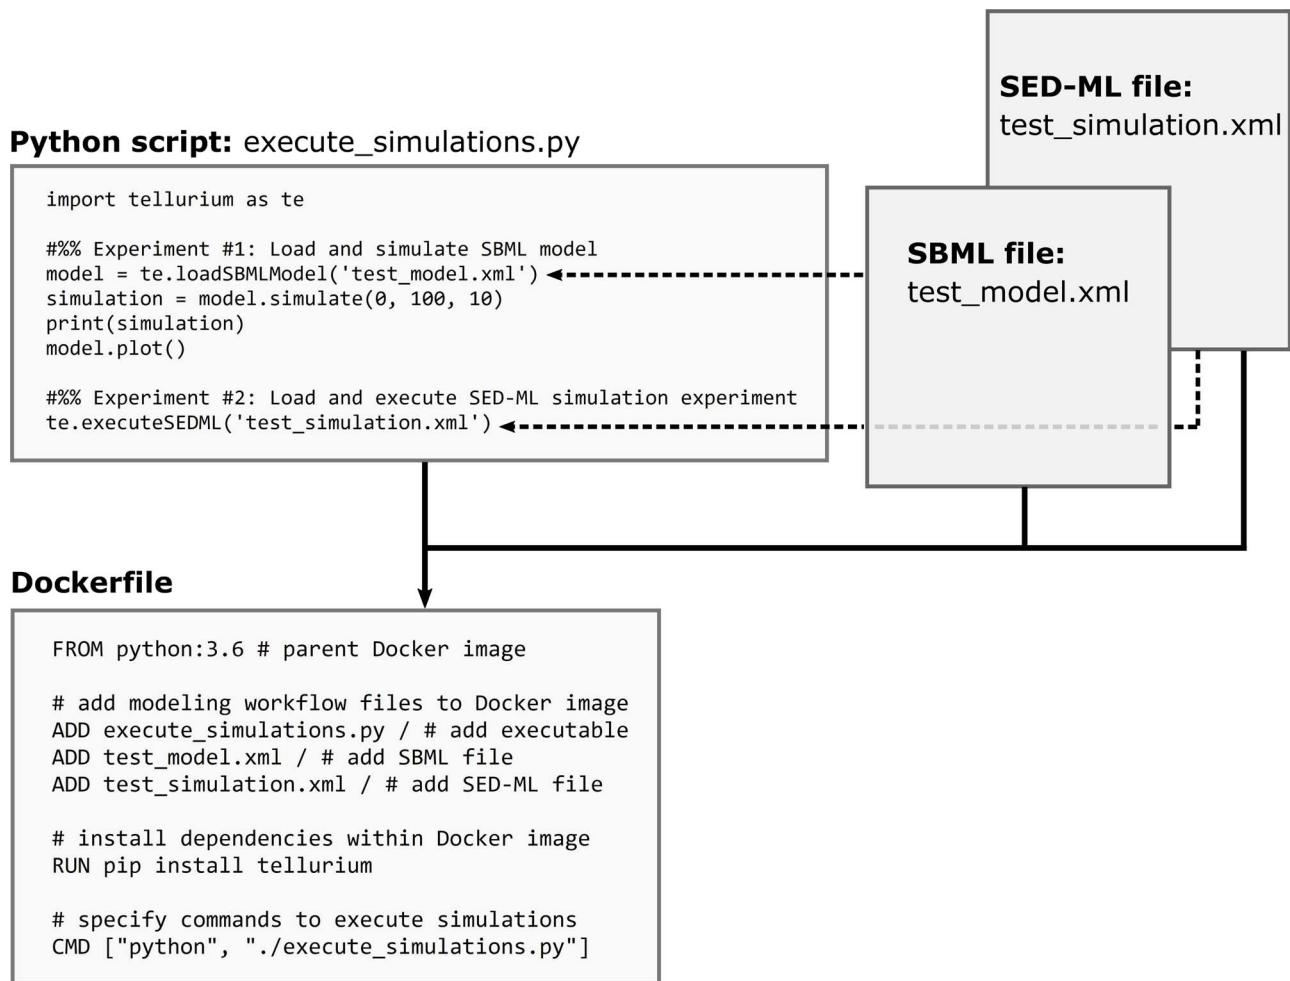 SED-ML file:
test_simulation.xml
Python script: execute_simulations.py
import tellurium as te
#%% Experiment #1: Load and simulate SBML model
model = te.loadSBMLModel('test_model.xml')
simulation = model.simulate(0, 100, 10)
print(simulation)
model.plot()
#%% Experiment #2: Load and execute SED-ML simulation experiment
te.executeSEDML('test_simulation.xml')
SBML file:
test_model.xml
Dockerfile
FROM python:3.6 # parent Docker image
# add modeling workflow files to Docker image
ADD execute_simulations.py / # add executable
ADD test_model.xml / # add SBML file
ADD test_simulation.xml / # add SED-ML file
# install dependencies within Docker image
RUN pip install tellurium
# specify commands to execute simulations
CMD ["python", "./execute_simulations.py"]